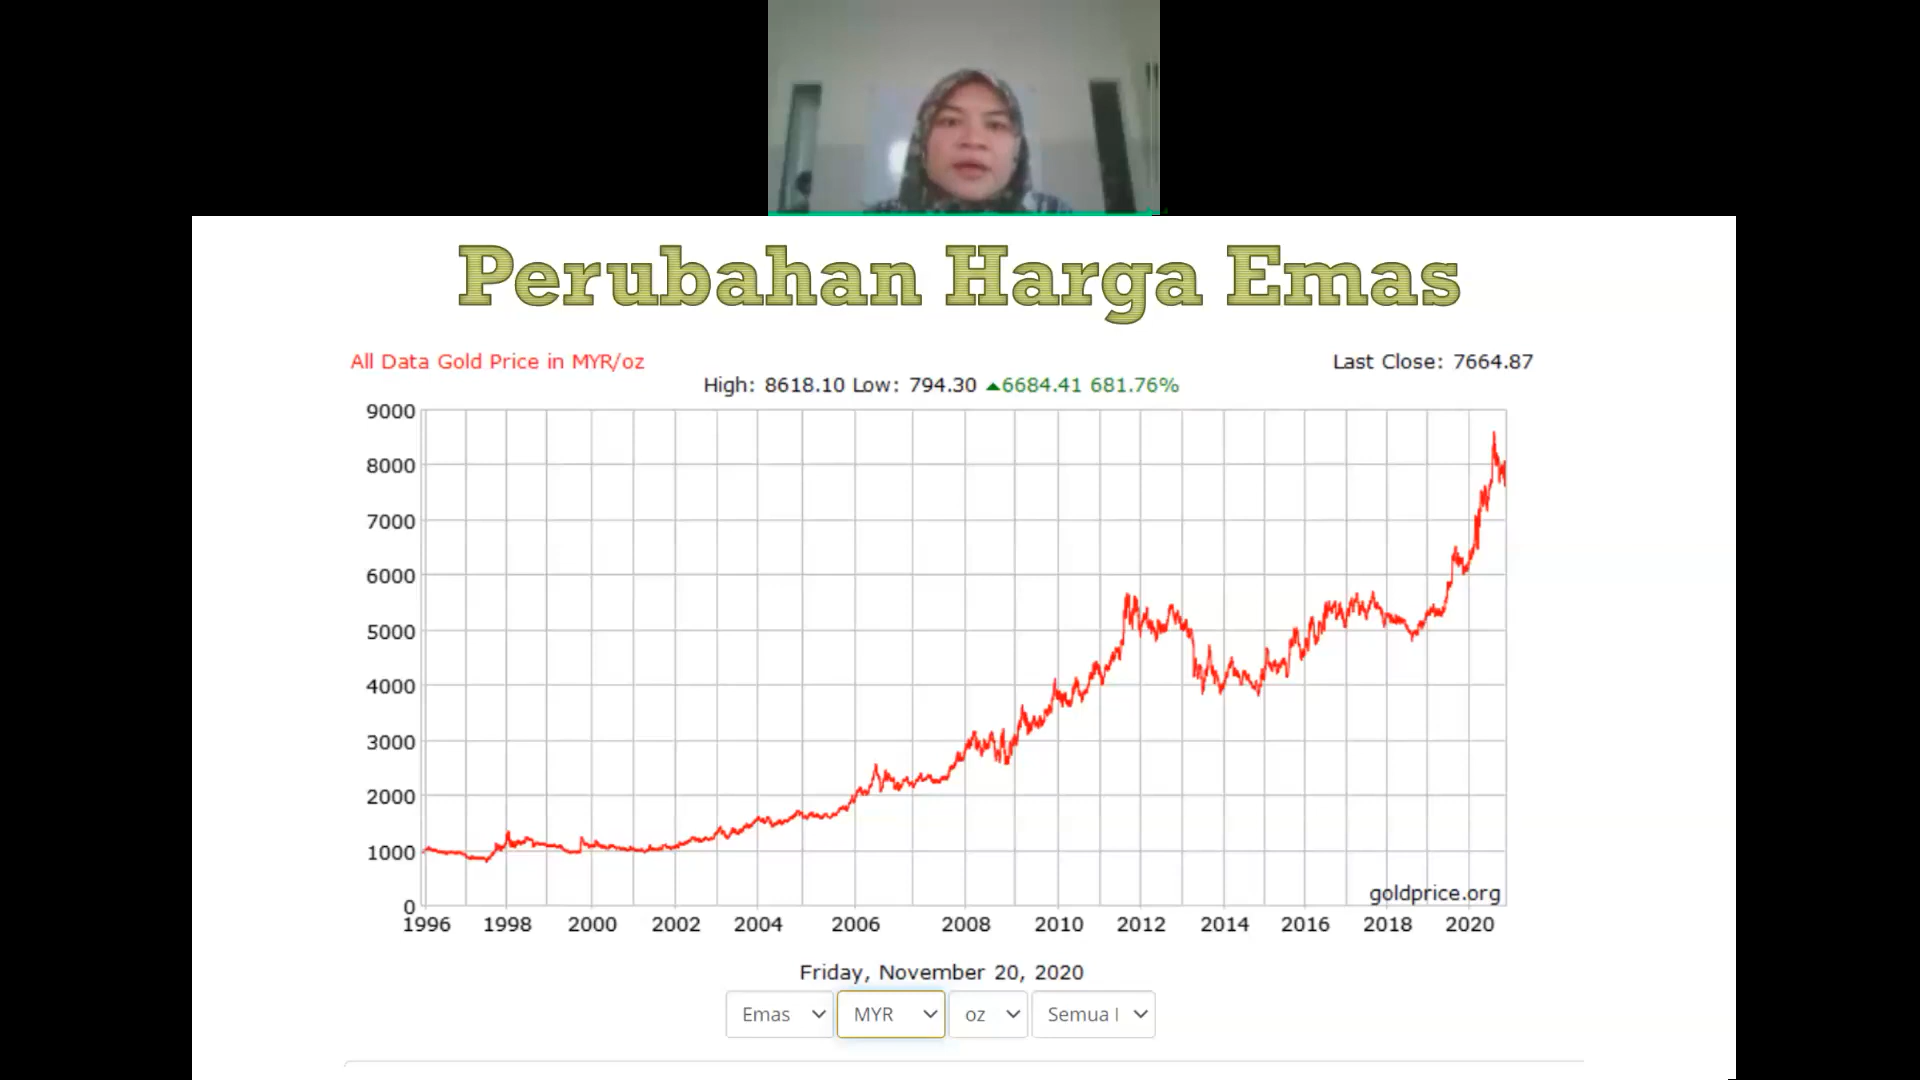 Perubahan Harga Emas
All Data Gold Price in MYR/oz
Last Close: 7664.87
High: 8618.10 Low: 794.30 ▲6684.41 681.76%
9000
8000
7000
6000
5000
4000
3000
2000
1000
0
goldprice.org
1996 1998 2000 2002 2004 2006 2008 2010 2012 2014 2016 2018 2020
Friday, November 20, 2020
Emas MYR oz Semua